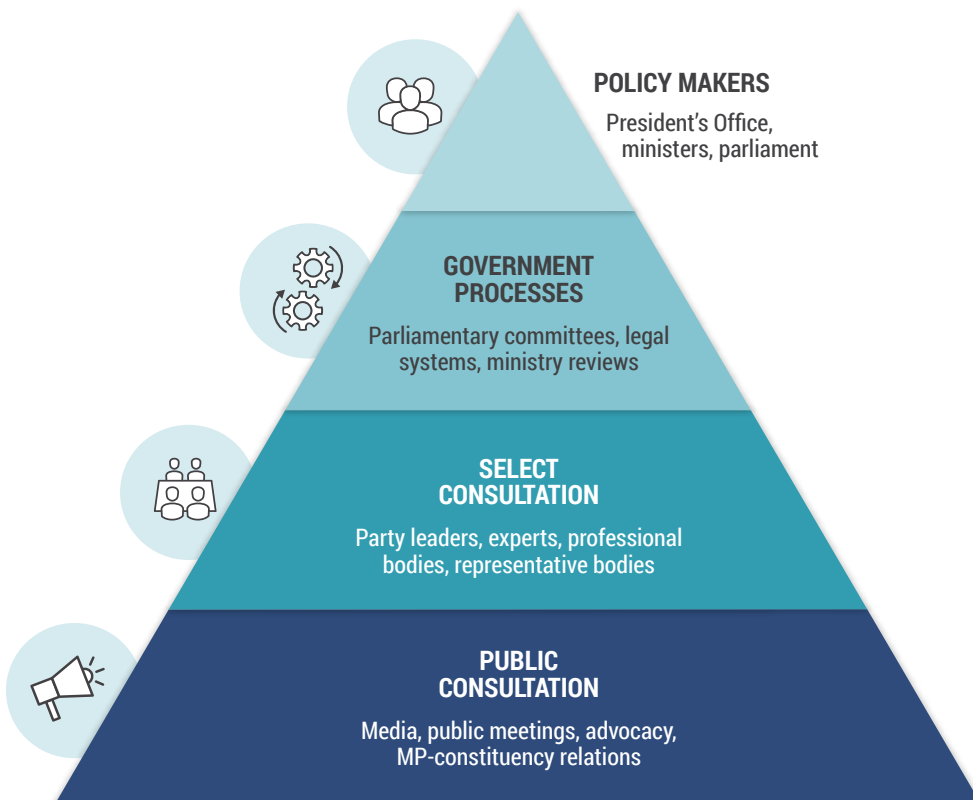 POLICY MAKERS
President’s Office,
ministers, parliament
GOVERNMENT
PROCESSES
Parliamentary committees, legal
systems, ministry reviews
SELECT
CONSULTATION
Party leaders, experts, professional
bodies, representative bodies
PUBLIC
CONSULTATION
Media, public meetings, advocacy,
MP-constituency relations